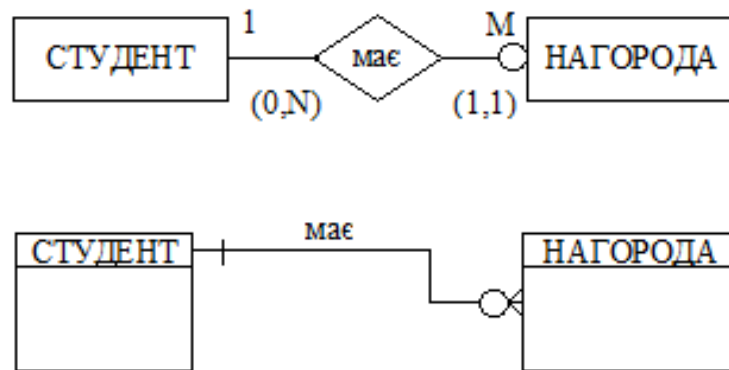 1 M
СТУДЕНТ має НАГОРОДА
(0,N) (1,1)
має
СТУДЕНТ НАГОРОДА